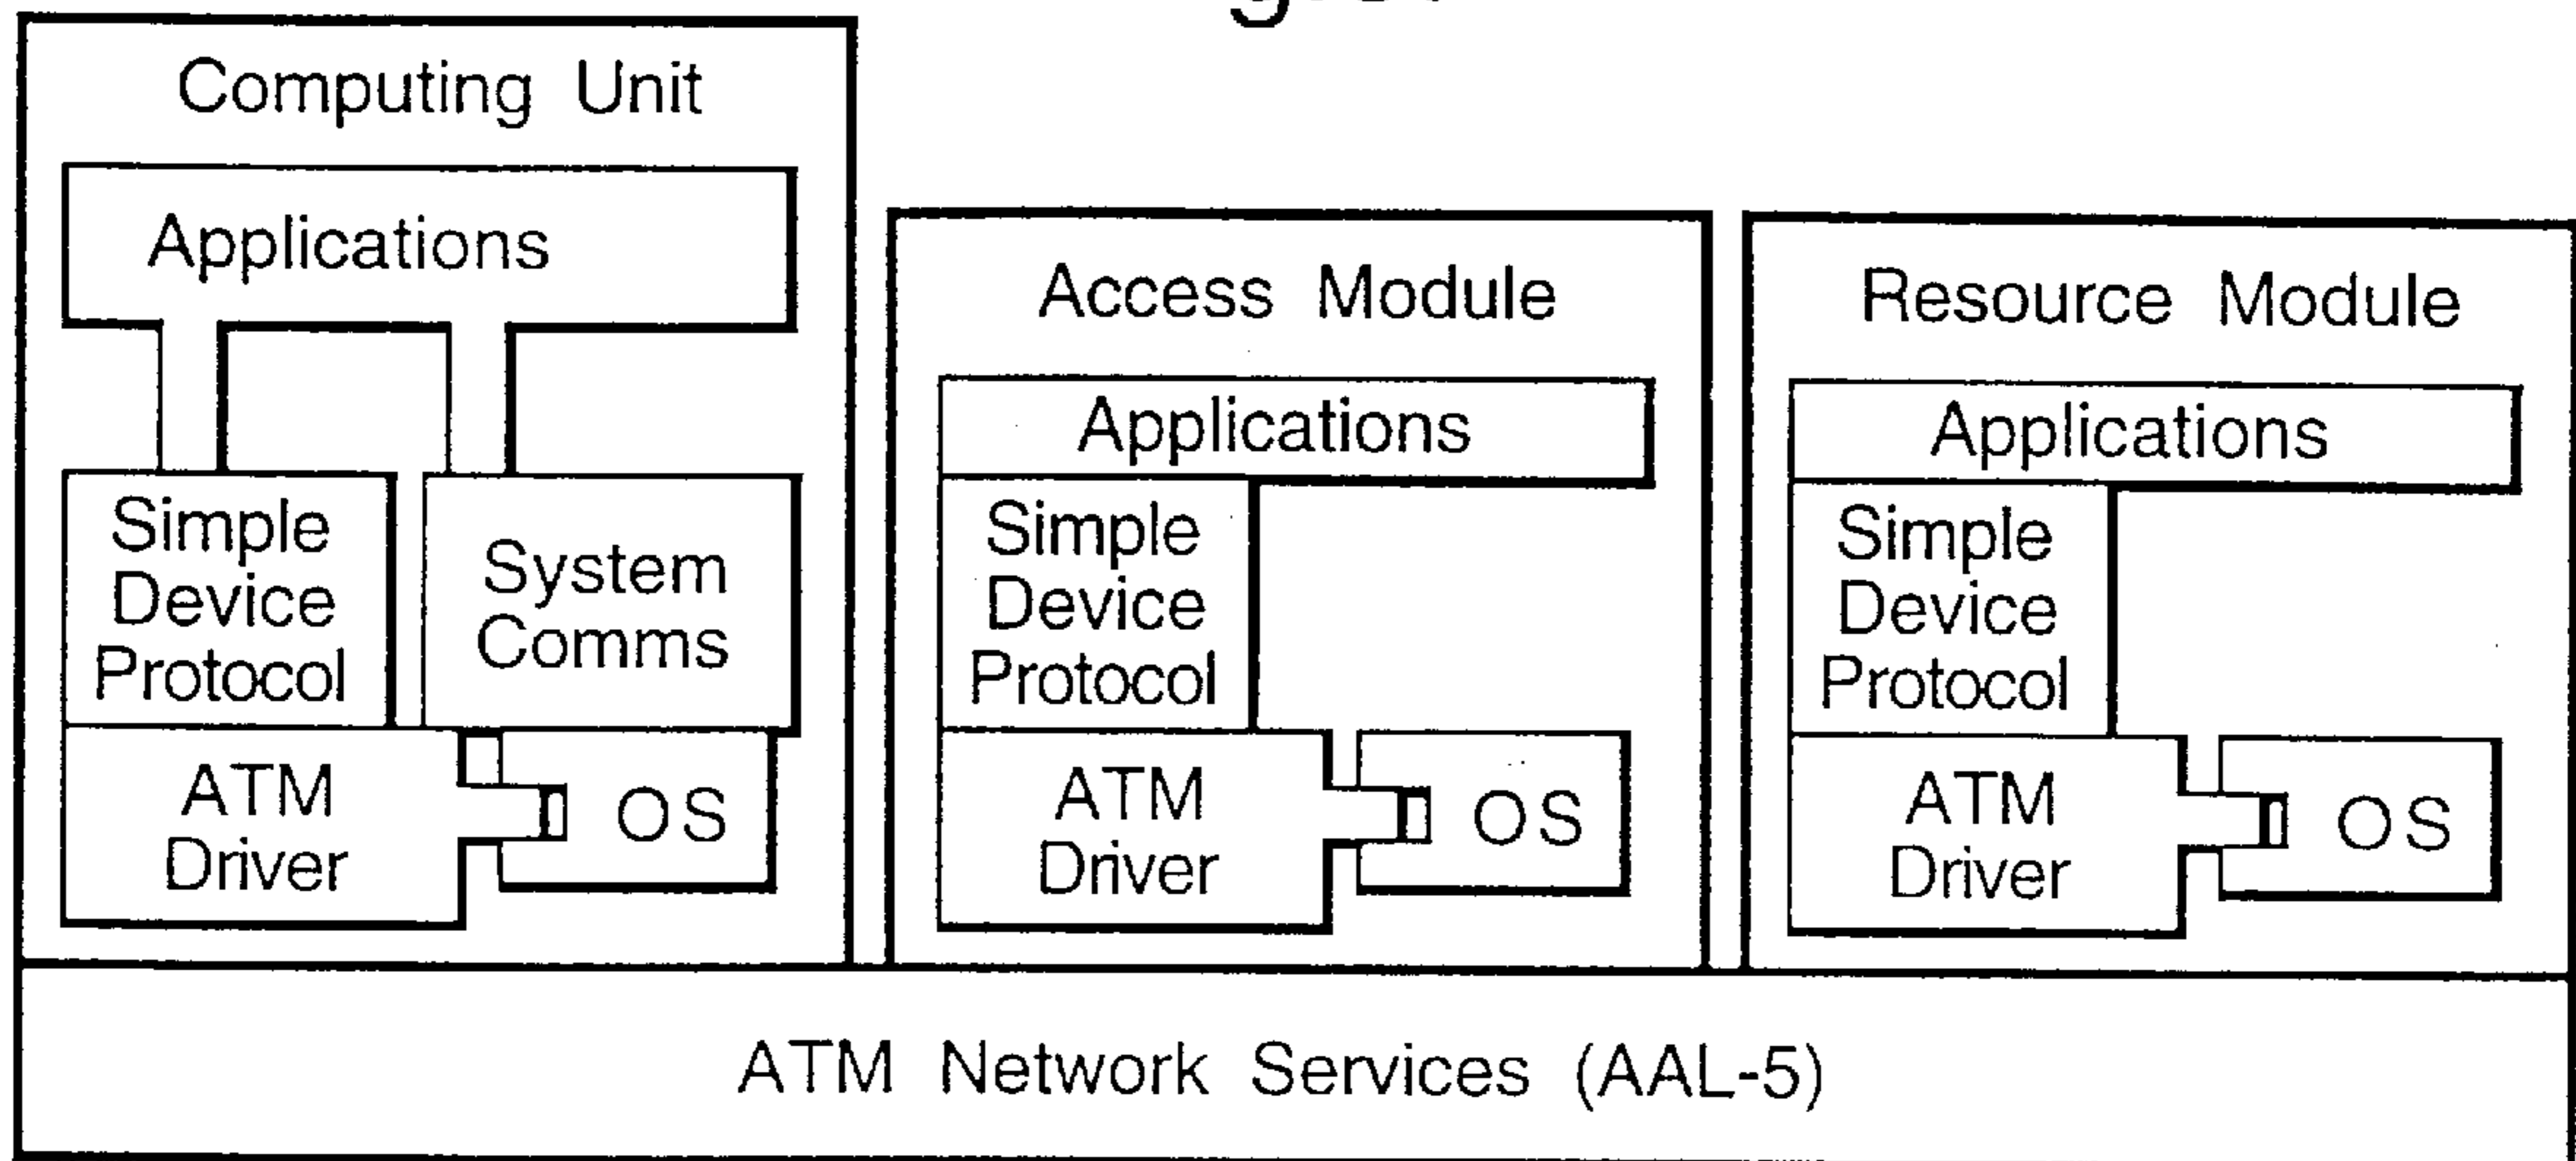 Computing Unit
Applications
Simple
Device
Protocol
System
Comms
ATM
Driver
OS
Access Module
Applications
Simple
Device
Protocol
ATM
Driver
OS
Resource Module
Applications
Simple
Device
Protocol
ATM
Driver
OS
ATM Network Services (AAL-5)